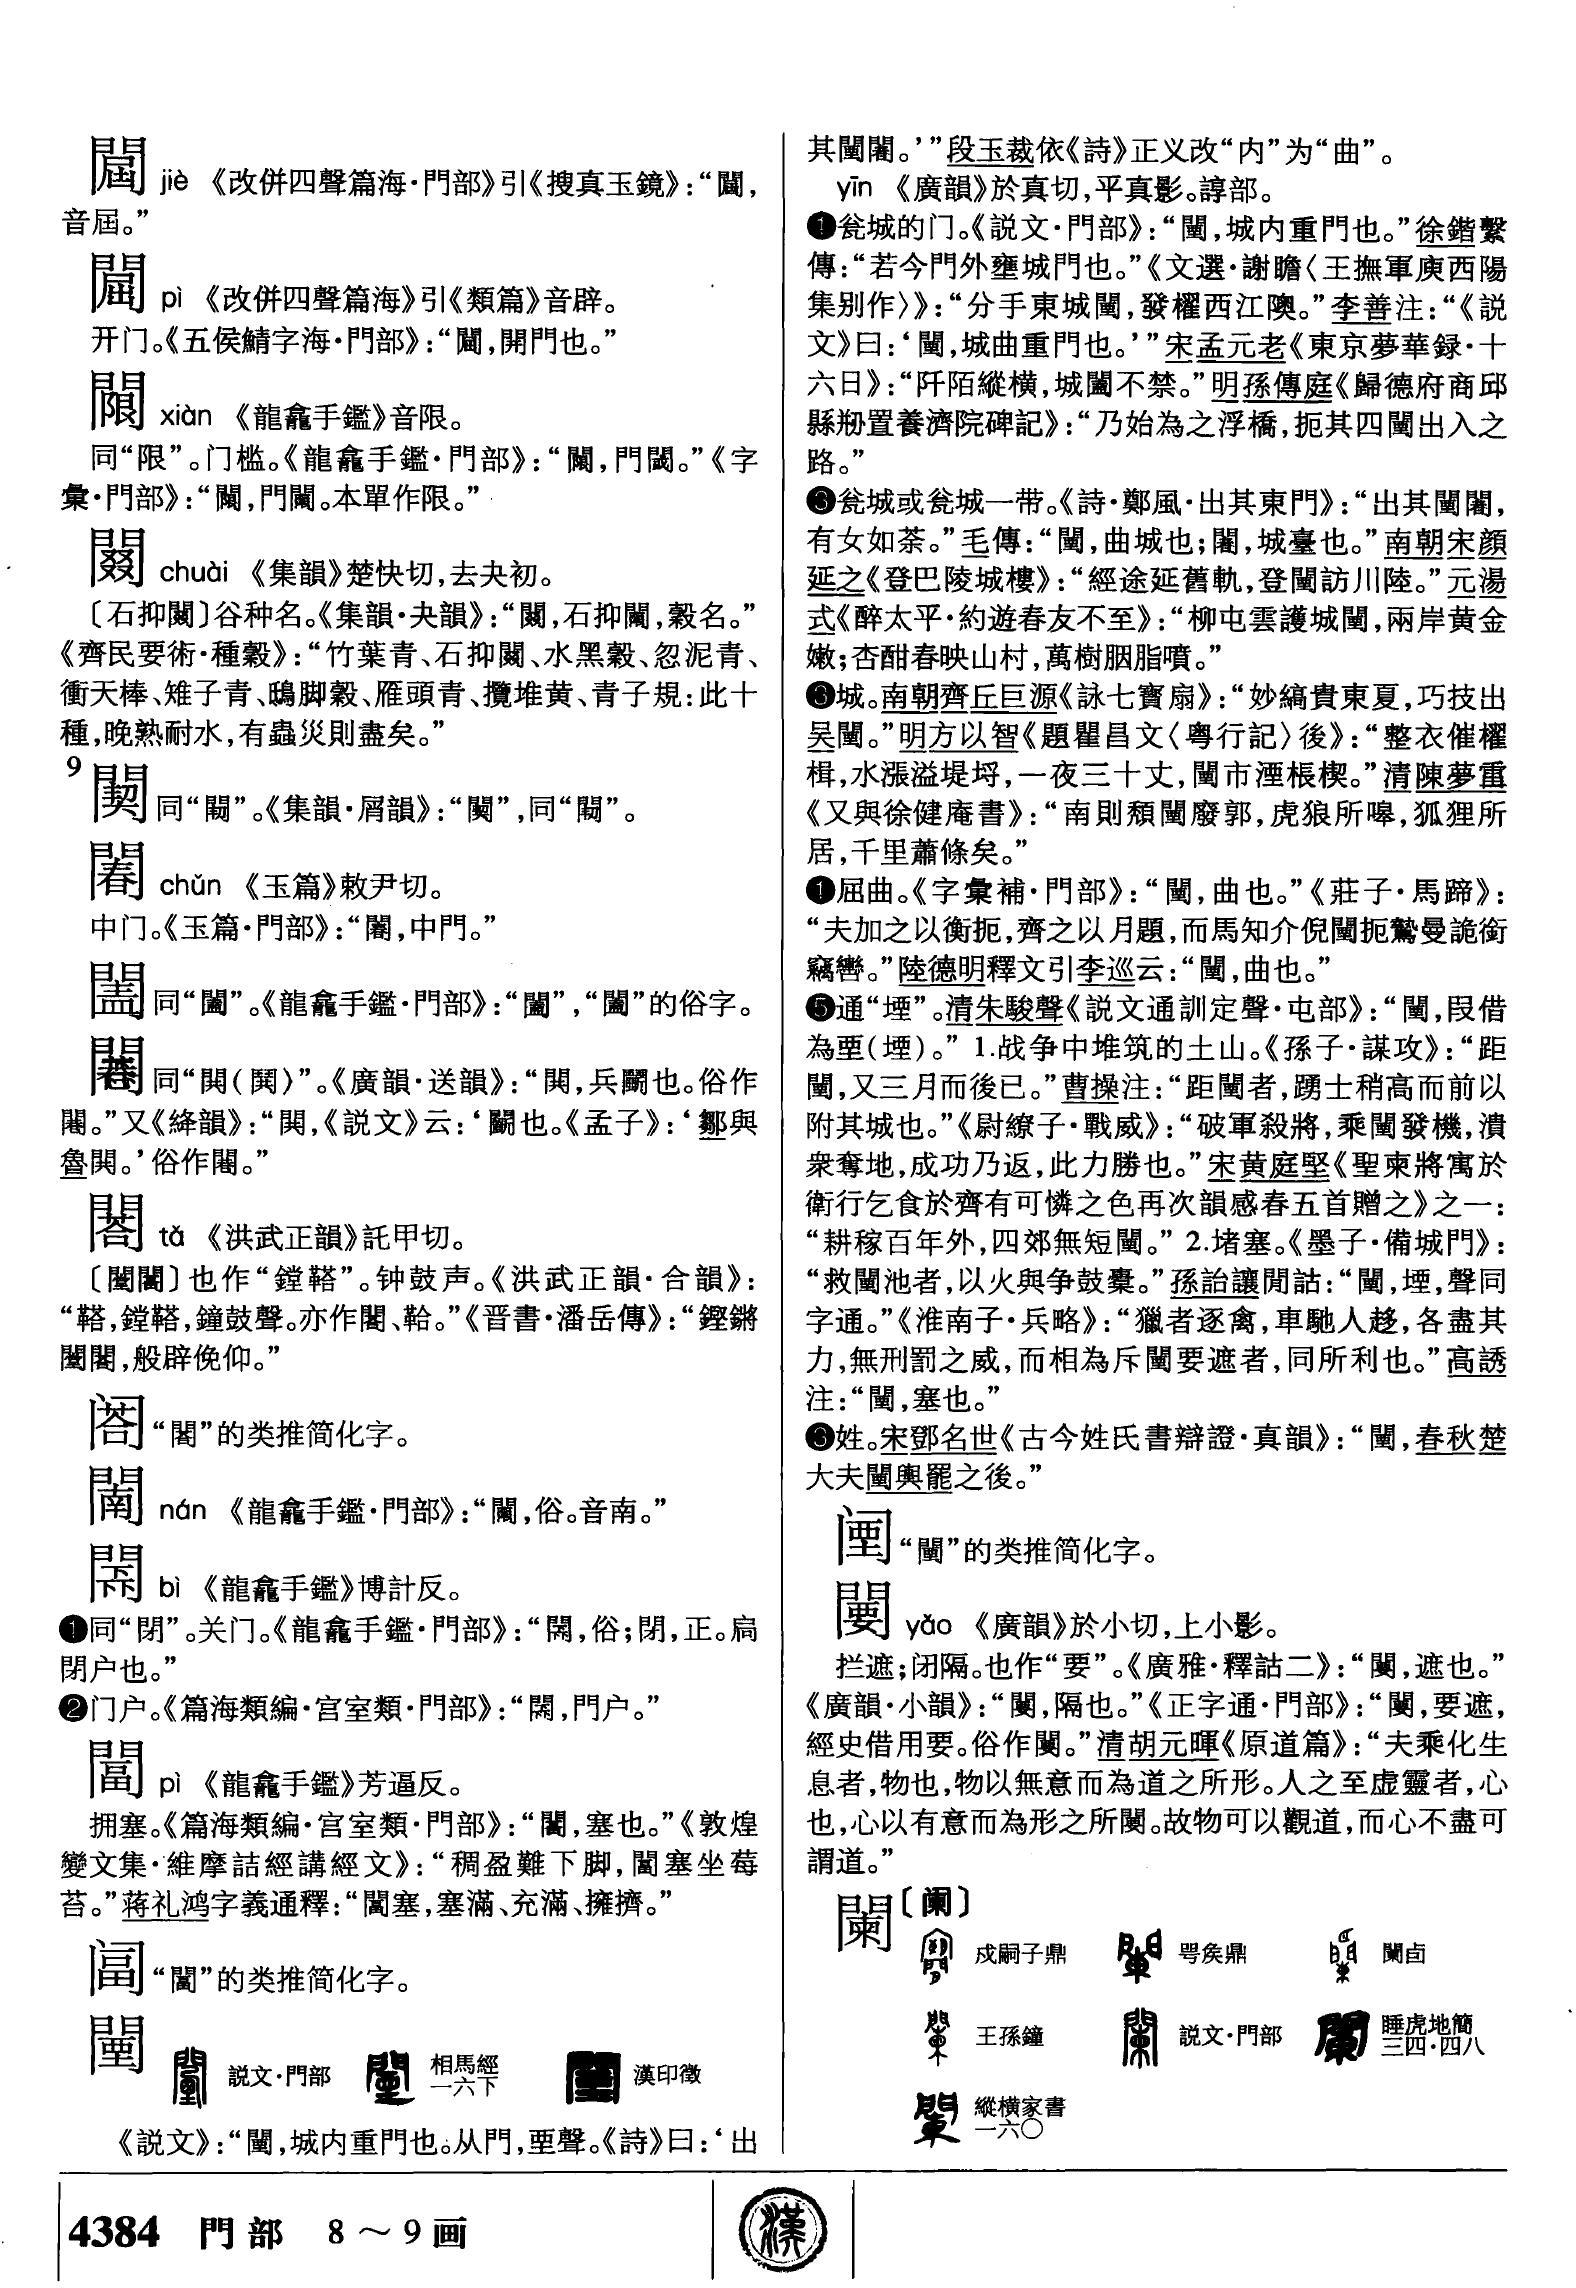 jiè 《改併四聲篇海·門部》引《搜真玉鏡》：“，
音屆。”
pì 《改併四聲篇海》引《類篇》音辟。
开门。《五侯鯖字海·門部》：“，開門也。”
xiàn 《龍龕手鑑》音限。
同“限”。门槛。《龍龕手鑑·門部》：“，門閾。”《字
彙·門部》：“，門。本單作限。”
chuài 《集韻》楚快切，去夬初。
〔石抑〕谷种名。《集韻·夬韻》：“，石抑，穀名。”
《齊民要術·種穀》：“竹葉青、石抑、水黑穀、忽泥青、
衝天棒、雉子青、鴟脚穀、雁頭青、攬堆黄、青子規：此十
種，晚熟耐水，有蟲災則盡矣。”
9
同“”。《集韻·屑韻》：“”，同“”。
chǔn 《玉篇》敕尹切。
中门。《玉篇·門部》：“，中門。”
同“闔”。《龍龕手鑑·門部》：“”，“闔”的俗字。
同“閧（鬨）”。《廣韻·送韻》：“閧，兵鬭也。俗作
。”又《絳韻》：“閧，《説文》云：‘鬭也。《孟子》：‘鄒與
魯閧。’俗作。”
tǎ 《洪武正韻》託甲切。
〔闛〕也作“鏜鞳”。钟鼓声。《洪武正韻·合韻》：
“鞳，鏜鞳，鐘鼓聲。亦作、鞈。”《晋書·潘岳傳》：“鏗鏘
闛，般辟俛仰。”
“”的类推简化字。
nán 《龍龕手鑑·門部》：“，俗。音南。”
bì 《龍龕手鑑》博計反。
❶同“閉”。关门。《龍龕手鑑·門部》：“，俗；閉，正。扃
閉户也。”
❷门户。《篇海類編·宫室類·門部》：“，門户。”
pì 《龍龕手鑑》芳逼反。
拥塞。《篇海類編·宫室類·門部》：“，塞也。”《敦煌
變文集·維摩詰經講經文》：“稠盈難下脚，塞坐莓
苔。”蒋礼鸿字義通釋：“塞，塞滿、充滿、擁擠。”
“”的类推简化字。
闉 説文·門部 相馬經一六下 漢印徵
《説文》：“闉，城内重門也。从門，垔聲。《詩》曰：‘出
其闉闍。’”段玉裁依《詩》正义改“内”为“曲”。
yīn 《廣韻》於真切，平真影。諄部。
❶瓮城的门。《説文·門部》：“闉，城内重門也。”徐鍇繫
傳：“若今門外壅城門也。”《文選·謝瞻〈王撫軍庾西陽
集别作〉》：“分手東城闉，發櫂西江隩。”李善注：“《説
文》曰：‘闉，城曲重門也。’”宋孟元老《東京夢華録·十
六日》：“阡陌縱横，城闉不禁。”明孫傳庭《歸德府商邱
縣刱置養濟院碑記》：“乃始為之浮橋，扼其四闉出入之
路。”
❷瓮城或瓮城一带。《詩·鄭風·出其東門》：“出其闉闍，
有女如荼。”毛傳：“闉，曲城也；闍，城臺也。”南朝宋顔
延之《登巴陵城樓》：“經途延舊軌，登闉訪川陸。”元湯
式《醉太平·約遊春友不至》：“柳屯雲護城闉，兩岸黄金
嫩；杏酣春映山村，萬樹胭脂噴。”
❸城。南朝齊丘巨源《詠七寳扇》：“妙縞貴東夏，巧技出
吴闉。”明方以智《題瞿昌文〈粤行記〉後》：“整衣催櫂
楫，水漲溢堤埒，一夜三十丈，闉市湮棖楔。”清陳夢雷
《又與徐健庵書》：“南則頽闉廢郭，虎狼所嗥，狐狸所
居，千里蕭條矣。”
❹屈曲。《字彙補·門部》：“闉，曲也。”《莊子·馬蹄》：
“夫加之以衡扼，齊之以月題，而馬知介倪闉扼鷙曼詭銜
竊轡。”陸德明釋文引李巡云：“闉，曲也。”
❺通“堙”。清朱駿聲《説文通訓定聲·屯部》：“闉，叚借
為垔(堙)。” 1.战争中堆筑的土山。《孫子·謀攻》：“距
闉，又三月而後已。”曹操注：“距闉者，踴士稍高而前以
附其城也。”《尉繚子·戰威》：“破軍殺將，乘闉發機，潰
衆奪地，成功乃返，此力勝也。”宋黄庭堅《聖柬將寓於
衛行乞食於齊有可憐之色再次韻感春五首贈之》之一：
“耕稼百年外，四郊無短闉。” 2.堵塞。《墨子·備城門》：
“救闉池者，以火與争鼓橐。”孫詒讓閒詁：“闉，堙，聲同
字通。”《淮南子·兵略》：“獵者逐禽，車馳人趍，各盡其
力，無刑罰之威，而相為斥闉要遮者，同所利也。”高誘
注：“闉，塞也。”
❻姓。宋鄧名世《古今姓氏書辯證·真韻》：“闉，春秋楚
大夫闉輿罷之後。”
“闉”的类推简化字。
闄 yǎo 《廣韻》於小切，上小影。
拦遮；闭隔。也作“要”。《廣雅·釋詁二》：“闄，遮也。”
《廣韻·小韻》：“闄，隔也。”《正字通·門部》：“闄，要遮，
經史借用要。俗作闄。”清胡元暉《原道篇》：“夫乘化生
息者，物也，物以無意而為道之所形。人之至虚靈者，心
也，心以有意而為形之所闄。故物可以觀道，而心不盡可
謂道。”
闌〔阑〕
戍嗣子鼎 咢矦鼎 闌卣
王孫鐘 説文·門部 睡虎地簡三四·四八
縱横家書一六〇
4384 門部 8～9画
漢